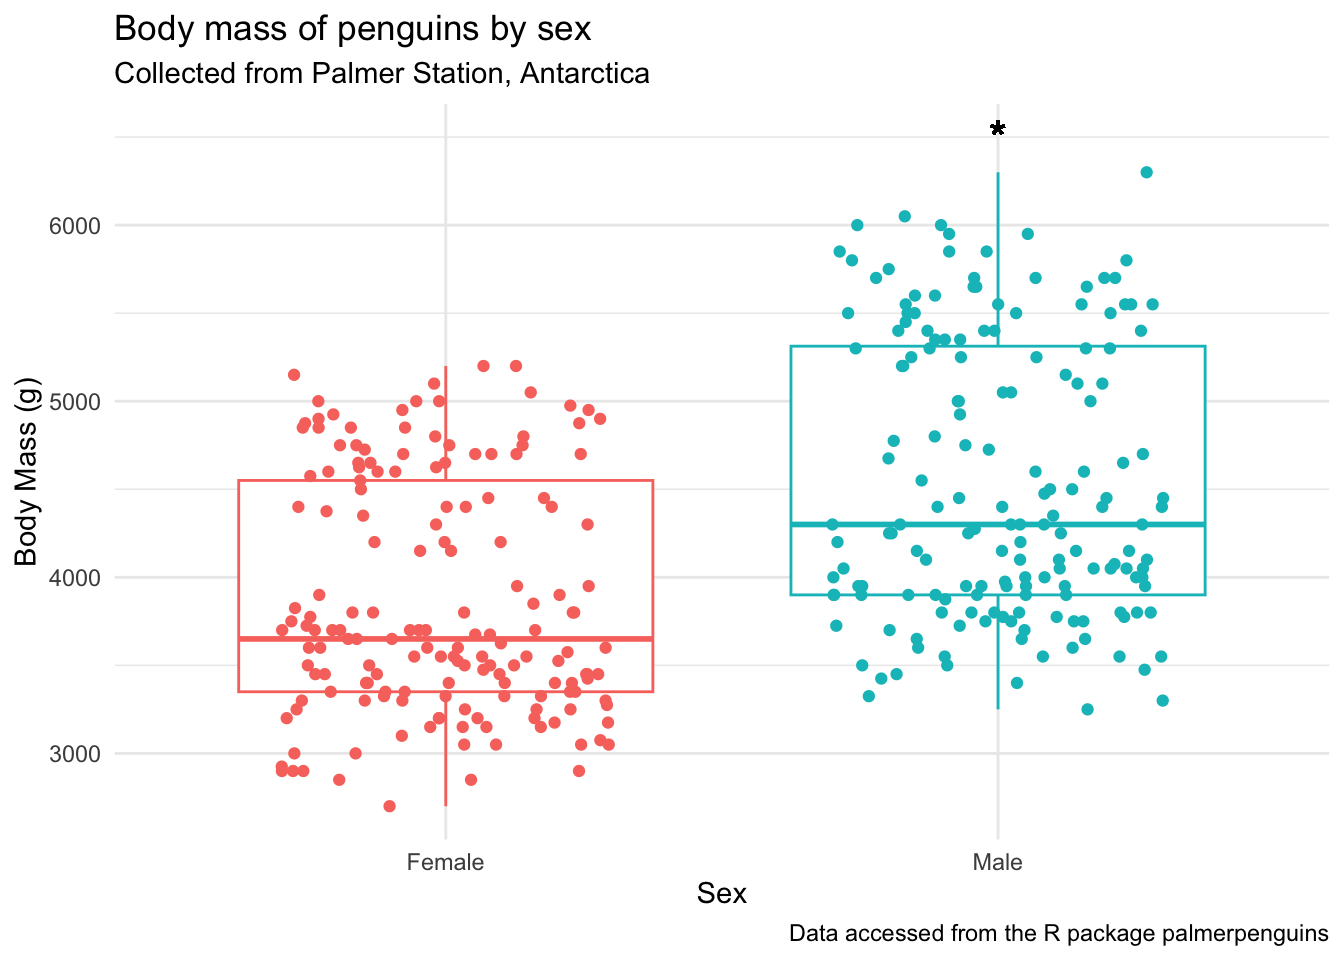 Body mass of penguins by sex
Collected from Palmer Station, Antarctica
*
6000
5000
4000
3000
Body Mass (g)
Female
Male
Sex
Data accessed from the R package palmerpenguins